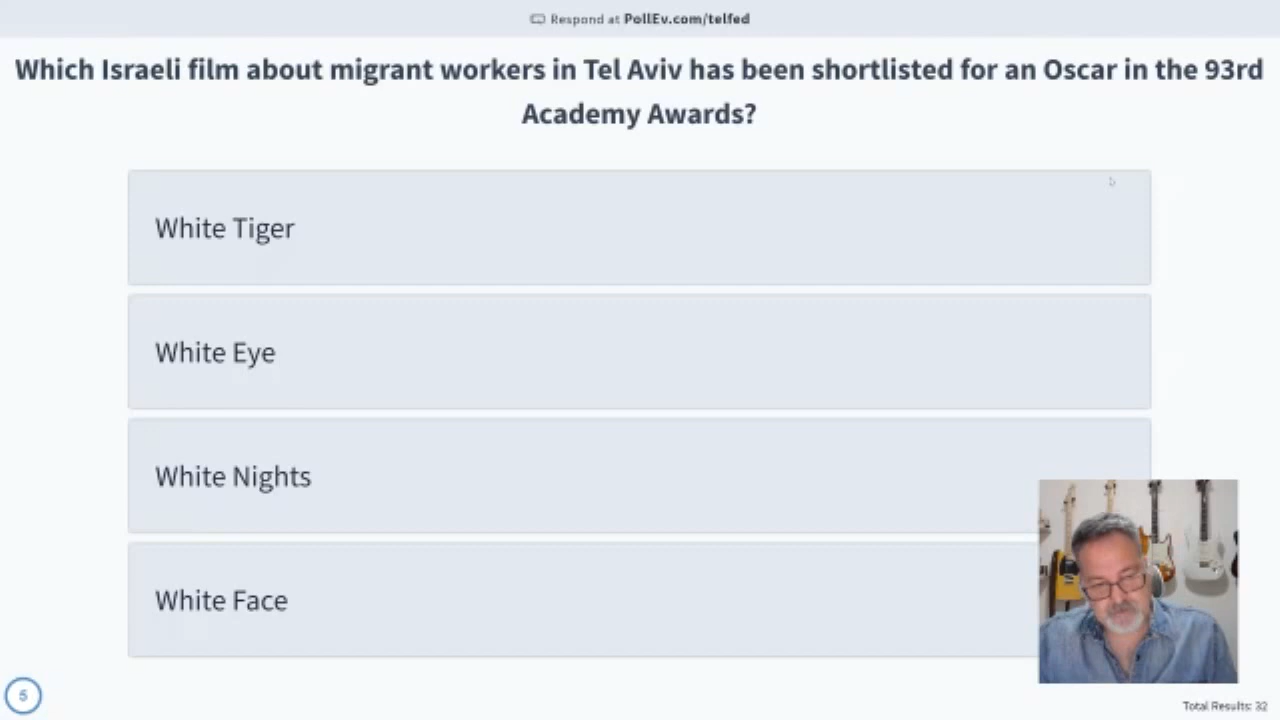 Respond at PollEv.com/telfed
Which Israeli film about migrant workers in Tel Aviv has been shortlisted for an Oscar in the 93rd
Academy Awards?
White Tiger
White Eye
White Nights
White Face
5
Total Results: 32